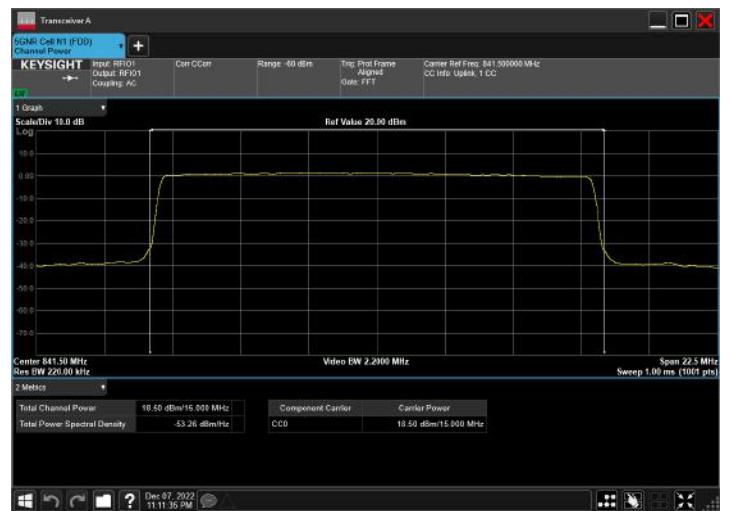 Transceiver A
5GNR Cell N1 (FDD)
Channel Power
+
KEYSIGHT
Input: RFIO1
Output: RFIO1
Coupling: AC
Corr CCorr
Range -60 dBm
Trig: Prot Frame
Aligned
Gate: FFT
Carrier Ref Freq: 841.500000 MHz
CC Info: Uplink, 1 CC
1 Graph
Scale/Div 10.0 dB
Ref Value 20.00 dBm
Log
10.0
0.00
-10.0
-20.0
-30.0
-40.0
-50.0
-60.0
-70.0
Center 841.50 MHz
Video BW 2.2000 MHz
Span 22.5 MHz
Res BW 220.00 kHz
Sweep 1.00 ms (1001 pts)
2 Metrics
Total Channel Power 18.50 dBm/15.000 MHz
Total Power Spectral Density -53.26 dBm/Hz
Component Carrier Carrier Power
CC0 18.50 dBm/15.000 MHz
?
Dec 07, 2022
11:11:35 PM